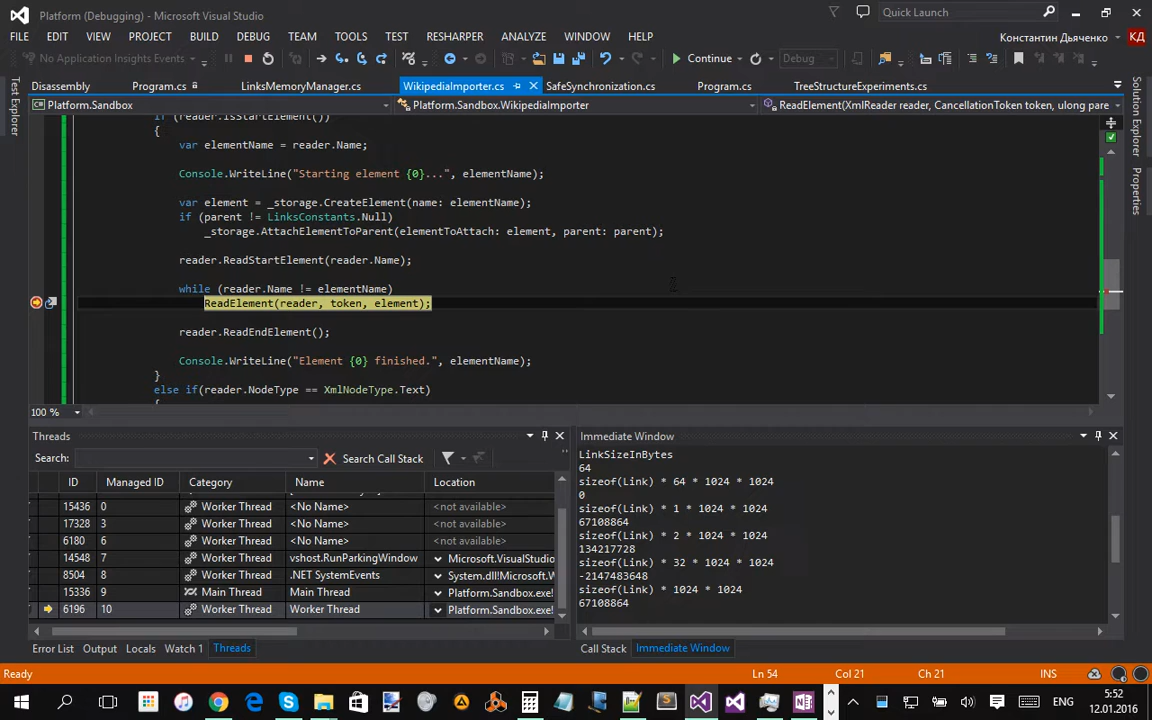 Platform (Debugging) - Microsoft Visual Studio
Quick Launch
FILE EDIT VIEW PROJECT BUILD DEBUG TEAM TOOLS TEST RESHARPER ANALYZE WINDOW HELP
Константин Дьяченко КД
No Application Insights Events Continue Debug
Disassembly Program.cs LinksMemoryManager.cs WikipediaImporter.cs SafeSynchronization.cs Program.cs TreeStructureExperiments.cs
Platform.Sandbox Platform.Sandbox.WikipediaImporter ReadElement(XmlReader reader, CancellationToken token, ulong pare
Test Explorer
Solution Explorer
Properties
if (reader.IsStartElement())
{
var elementName = reader.Name;
Console.WriteLine("Starting element {0}...", elementName);
var element = _storage.CreateElement(name: elementName);
if (parent != LinksConstants.Null)
_storage.AttachElementToParent(elementToAttach: element, parent: parent);
reader.ReadStartElement(reader.Name);
while (reader.Name != elementName)
ReadElement(reader, token, element);
reader.ReadEndElement();
Console.WriteLine("Element {0} finished.", elementName);
}
else if(reader.NodeType == XmlNodeType.Text)
{
100 %
Threads
Search: Search Call Stack
ID Managed ID Category Name Location
15436 0 Worker Thread <No Name> <not available>
17328 3 Worker Thread <No Name> <not available>
6180 6 Worker Thread <No Name> <not available>
14548 7 Worker Thread vshost.RunParkingWindow Microsoft.VisualStudio
8504 8 Worker Thread .NET SystemEvents System.dll!Microsoft.W
15336 9 Main Thread Main Thread Platform.Sandbox.exe!
6196 10 Worker Thread Worker Thread Platform.Sandbox.exe!
Immediate Window
LinkSizeInBytes
64
sizeof(Link) * 64 * 1024 * 1024
0
sizeof(Link) * 1 * 1024 * 1024
67108864
sizeof(Link) * 2 * 1024 * 1024
134217728
sizeof(Link) * 32 * 1024 * 1024
-2147483648
sizeof(Link) * 1024 * 1024
67108864
Error List Output Locals Watch 1 Threads
Call Stack Immediate Window
Ready Ln 54 Col 21 Ch 21 INS
ENG
5:52
12.01.2016